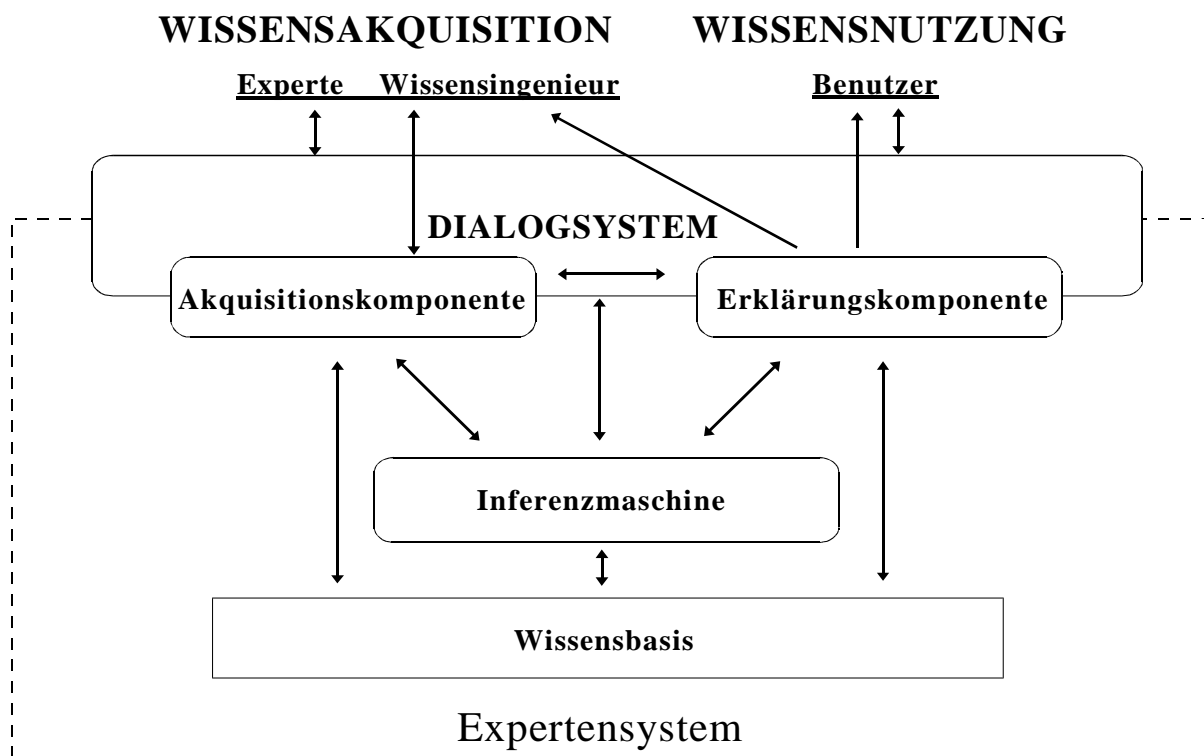 WISSENSAKQUISITION WISSENSNUTZUNG
Experte Wissensingenieur Benutzer
DIALOGSYSTEM
Akquisitionskomponente Erklärungskomponente
Inferenzmaschine
Wissensbasis
Expertensystem